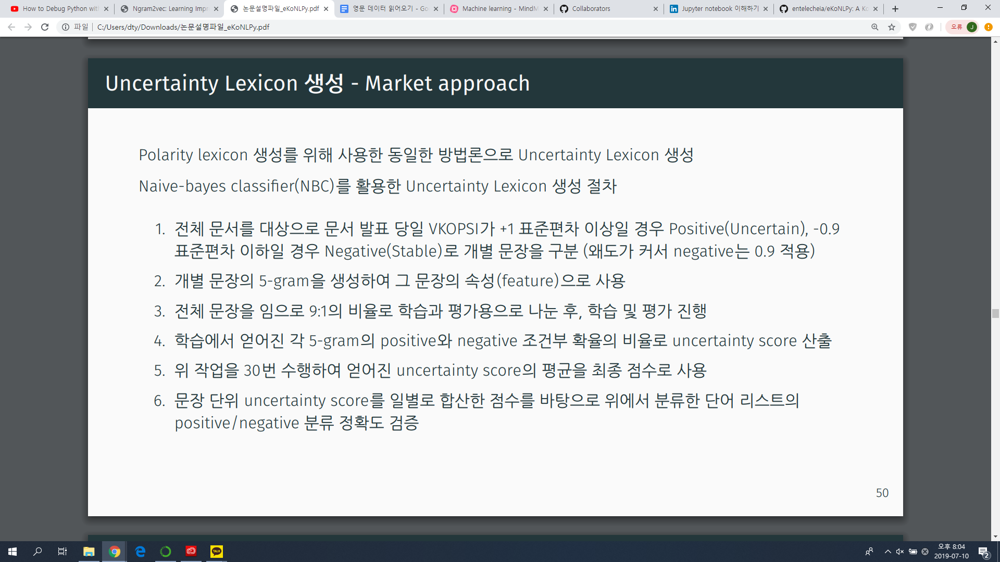 How to Debug Python wit
Ngram2vec: Learning Impr
논문설명파일_eKoNLPy.pdf
영문 데이터 읽어오기 - Go
Machine learning - MindM
Collaborators
Jupyter notebook 이해하기
entelecheia/eKoNLPy: A Ko
파일
C:/Users/dty/Downloads/논문설명파일_eKoNLPy.pdf
오류
J
Uncertainty Lexicon 생성 - Market approach
Polarity lexicon 생성를 위해 사용한 동일한 방법론으로 Uncertainty Lexicon 생성
Naive-bayes classifier(NBC)를 활용한 Uncertainty Lexicon 생성 절차
1. 전체 문서를 대상으로 문서 발표 당일 VKOPSI가 +1 표준편차 이상일 경우 Positive(Uncertain), -0.9
표준편차 이하일 경우 Negative(Stable)로 개별 문장을 구분 (왜도가 커서 negative는 0.9 적용)
2. 개별 문장의 5-gram을 생성하여 그 문장의 속성(feature)으로 사용
3. 전체 문장을 임으로 9:1의 비율로 학습과 평가용으로 나눈 후, 학습 및 평가 진행
4. 학습에서 얻어진 각 5-gram의 positive와 negative 조건부 확율의 비율로 uncertainty score 산출
5. 위 작업을 30번 수행하여 얻어진 uncertainty score의 평균을 최종 점수로 사용
6. 문장 단위 uncertainty score를 일별로 합산한 점수를 바탕으로 위에서 분류한 단어 리스트의
positive/negative 분류 정확도 검증
50
TALK
오후 8:04
2019-07-10
2